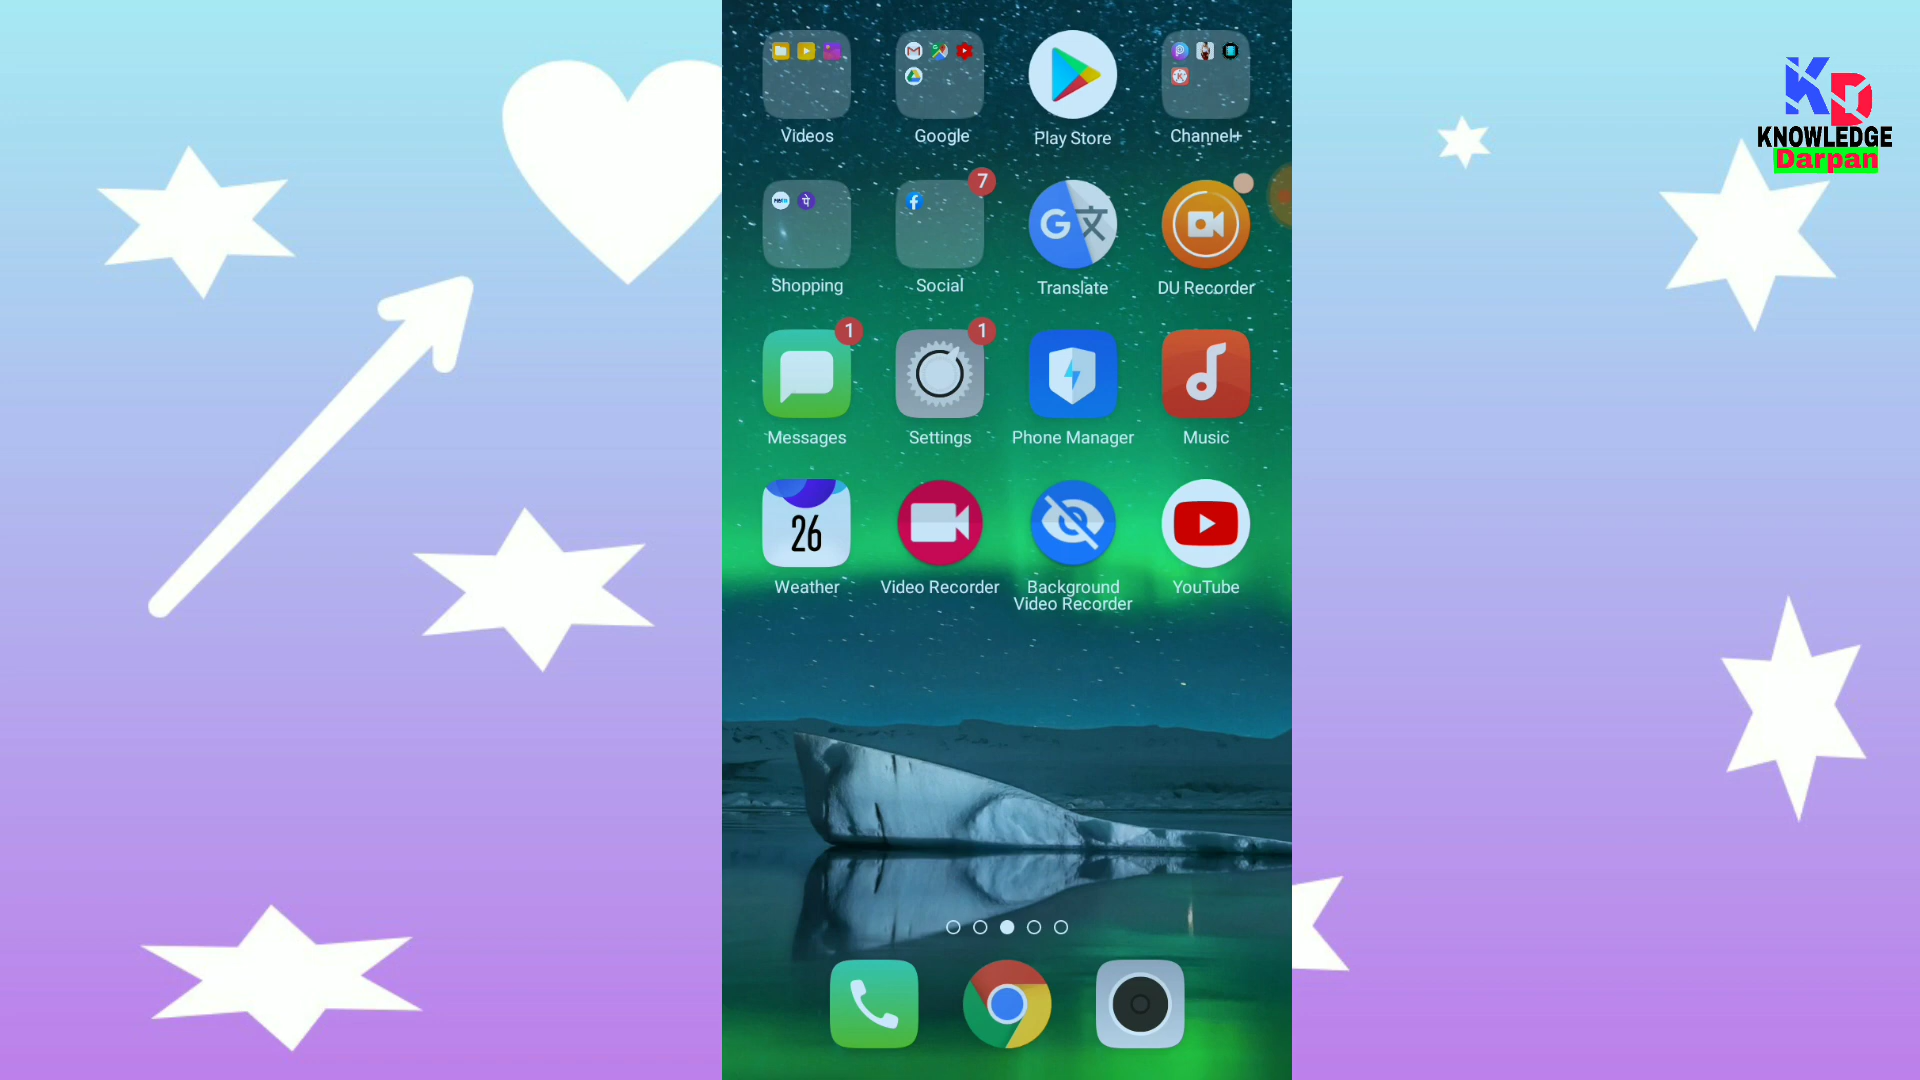 KD
KNOWLEDGE
Darpan
Videos
Google
Play Store
Channel+
7
Shopping
Social
Translate
DU Recorder
1
1
Messages
Settings
Phone Manager
Music
26
Weather
Video Recorder
Background
Video Recorder
YouTube